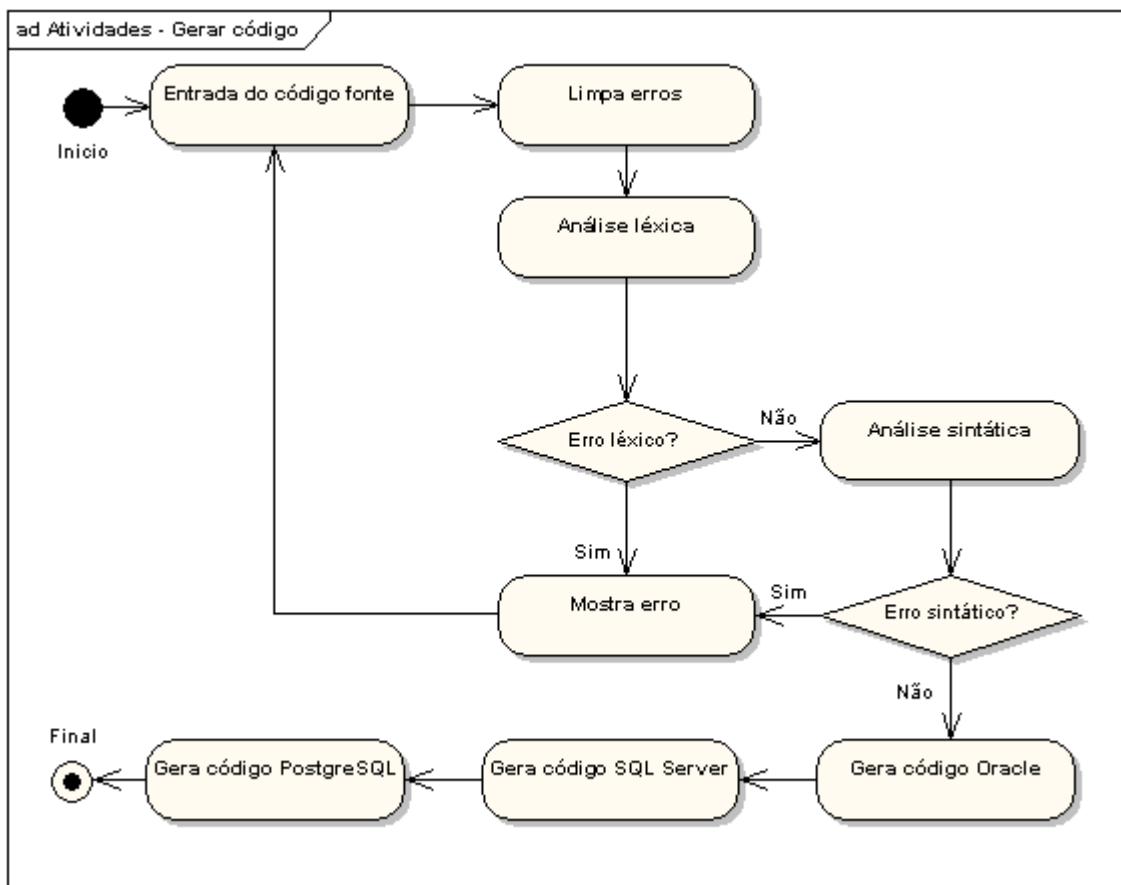 ad Atividades - Gerar código
Entrada do código fonte
Limpa erros
Inicio
Análise léxica
Não
Erro léxico?
Análise sintática
Sim
Mostra erro
Sim
Erro sintático?
Não
Final
Gera código PostgreSQL
Gera código SQL Server
Gera código Oracle